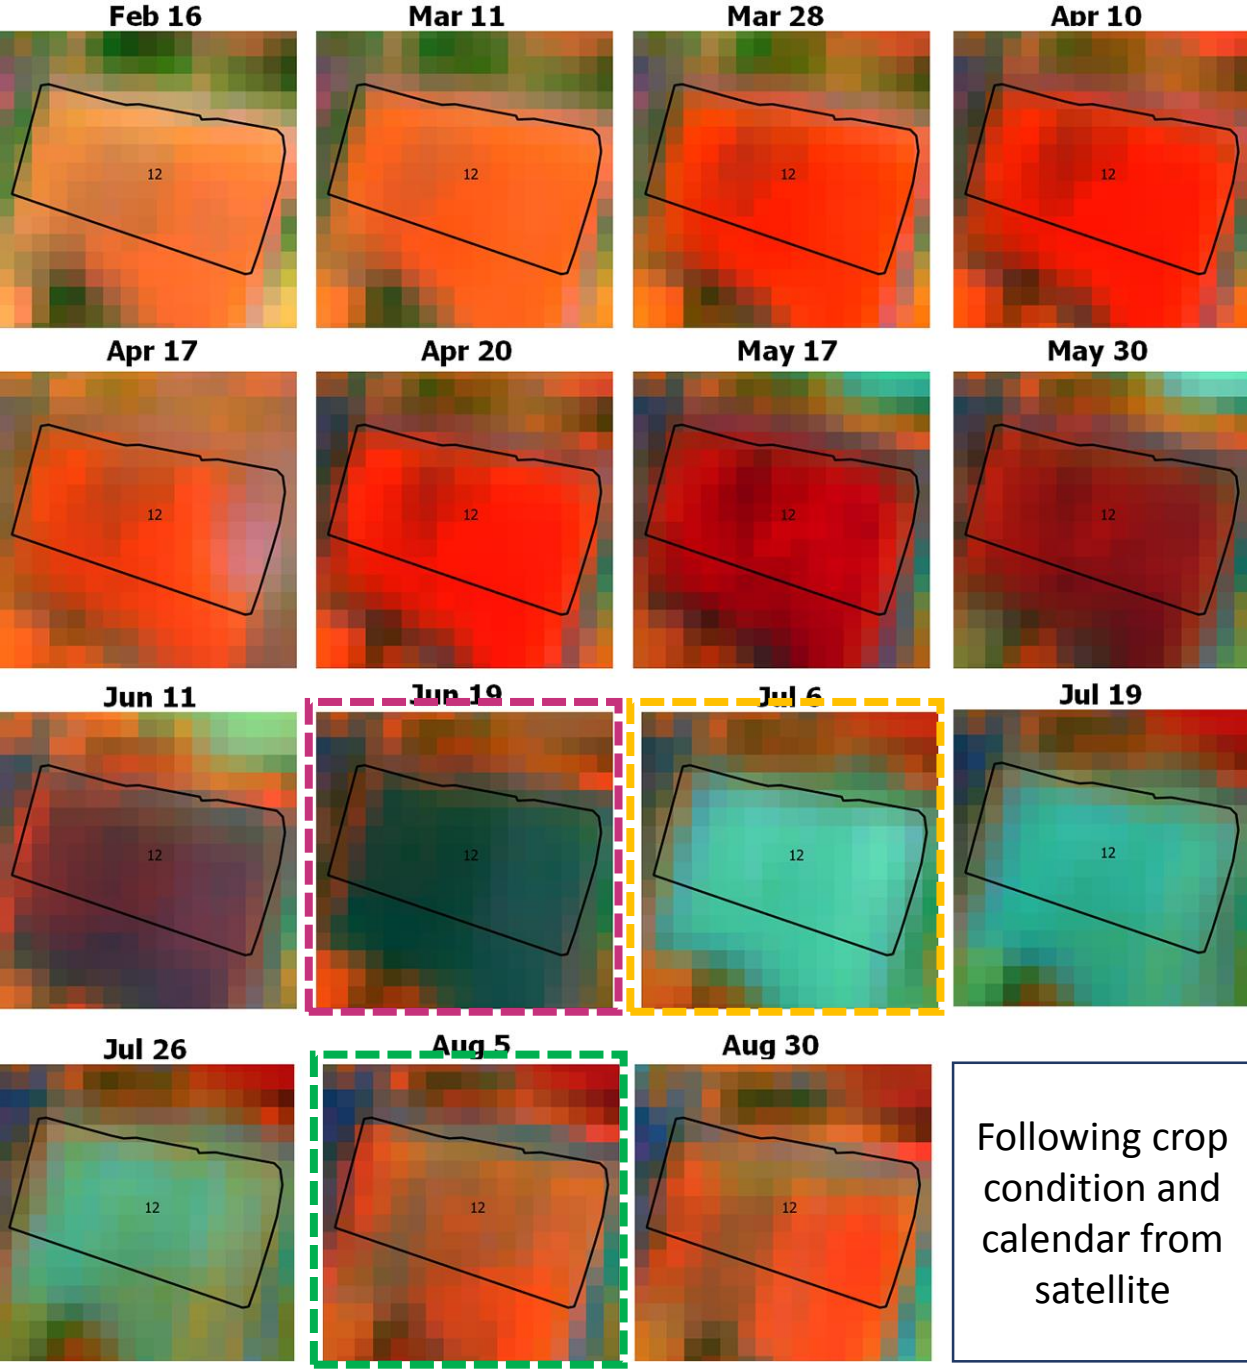 Feb 16
Mar 11
Mar 28
Apr 10
12
12
12
12
Apr 17
Apr 20
May 17
May 30
12
12
12
12
Jun 11
Jun 19
Jul 6
Jul 19
12
12
12
12
Jul 26
Aug 5
Aug 30
12
12
12
Following crop
condition and
calendar from
satellite